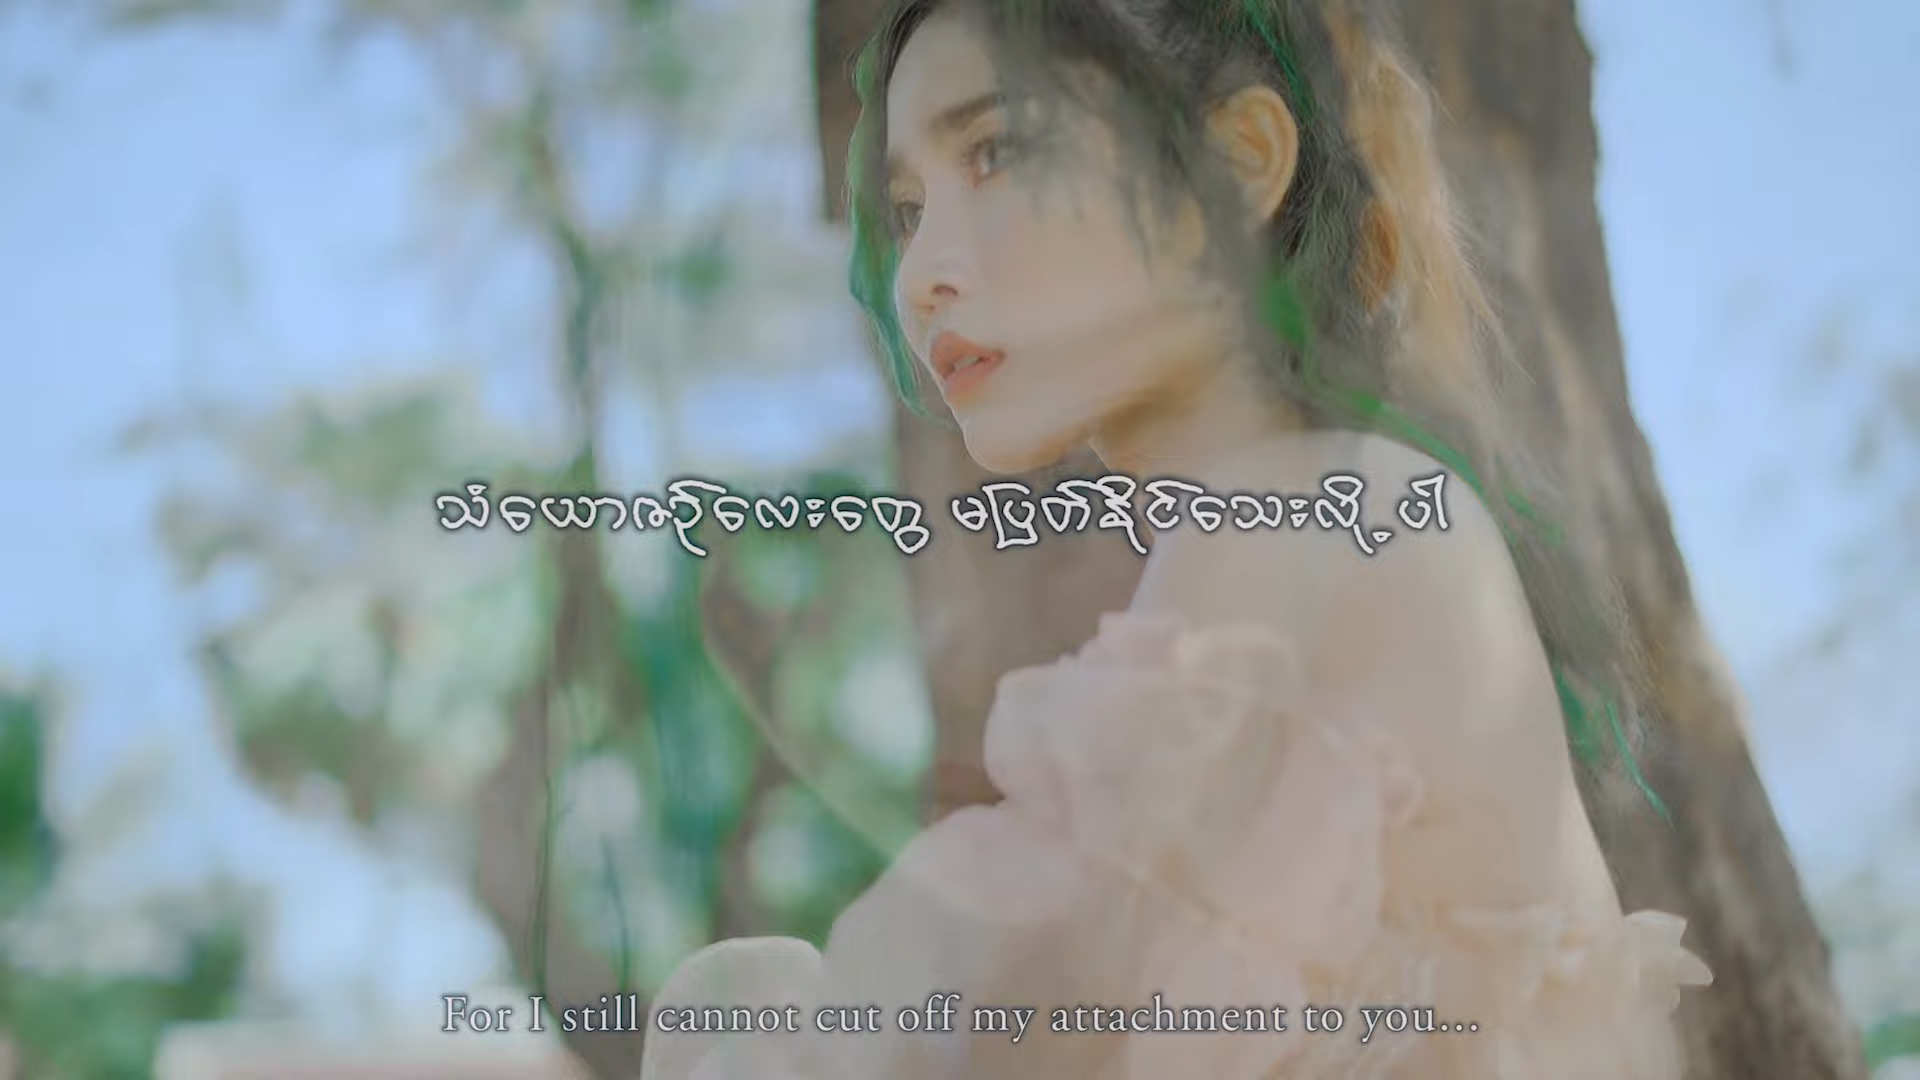 သံယောဇဉ်လေးတွေ မပြတ်နိုင်သေးလို့ပါ
For I still cannot cut off my attachment to you...